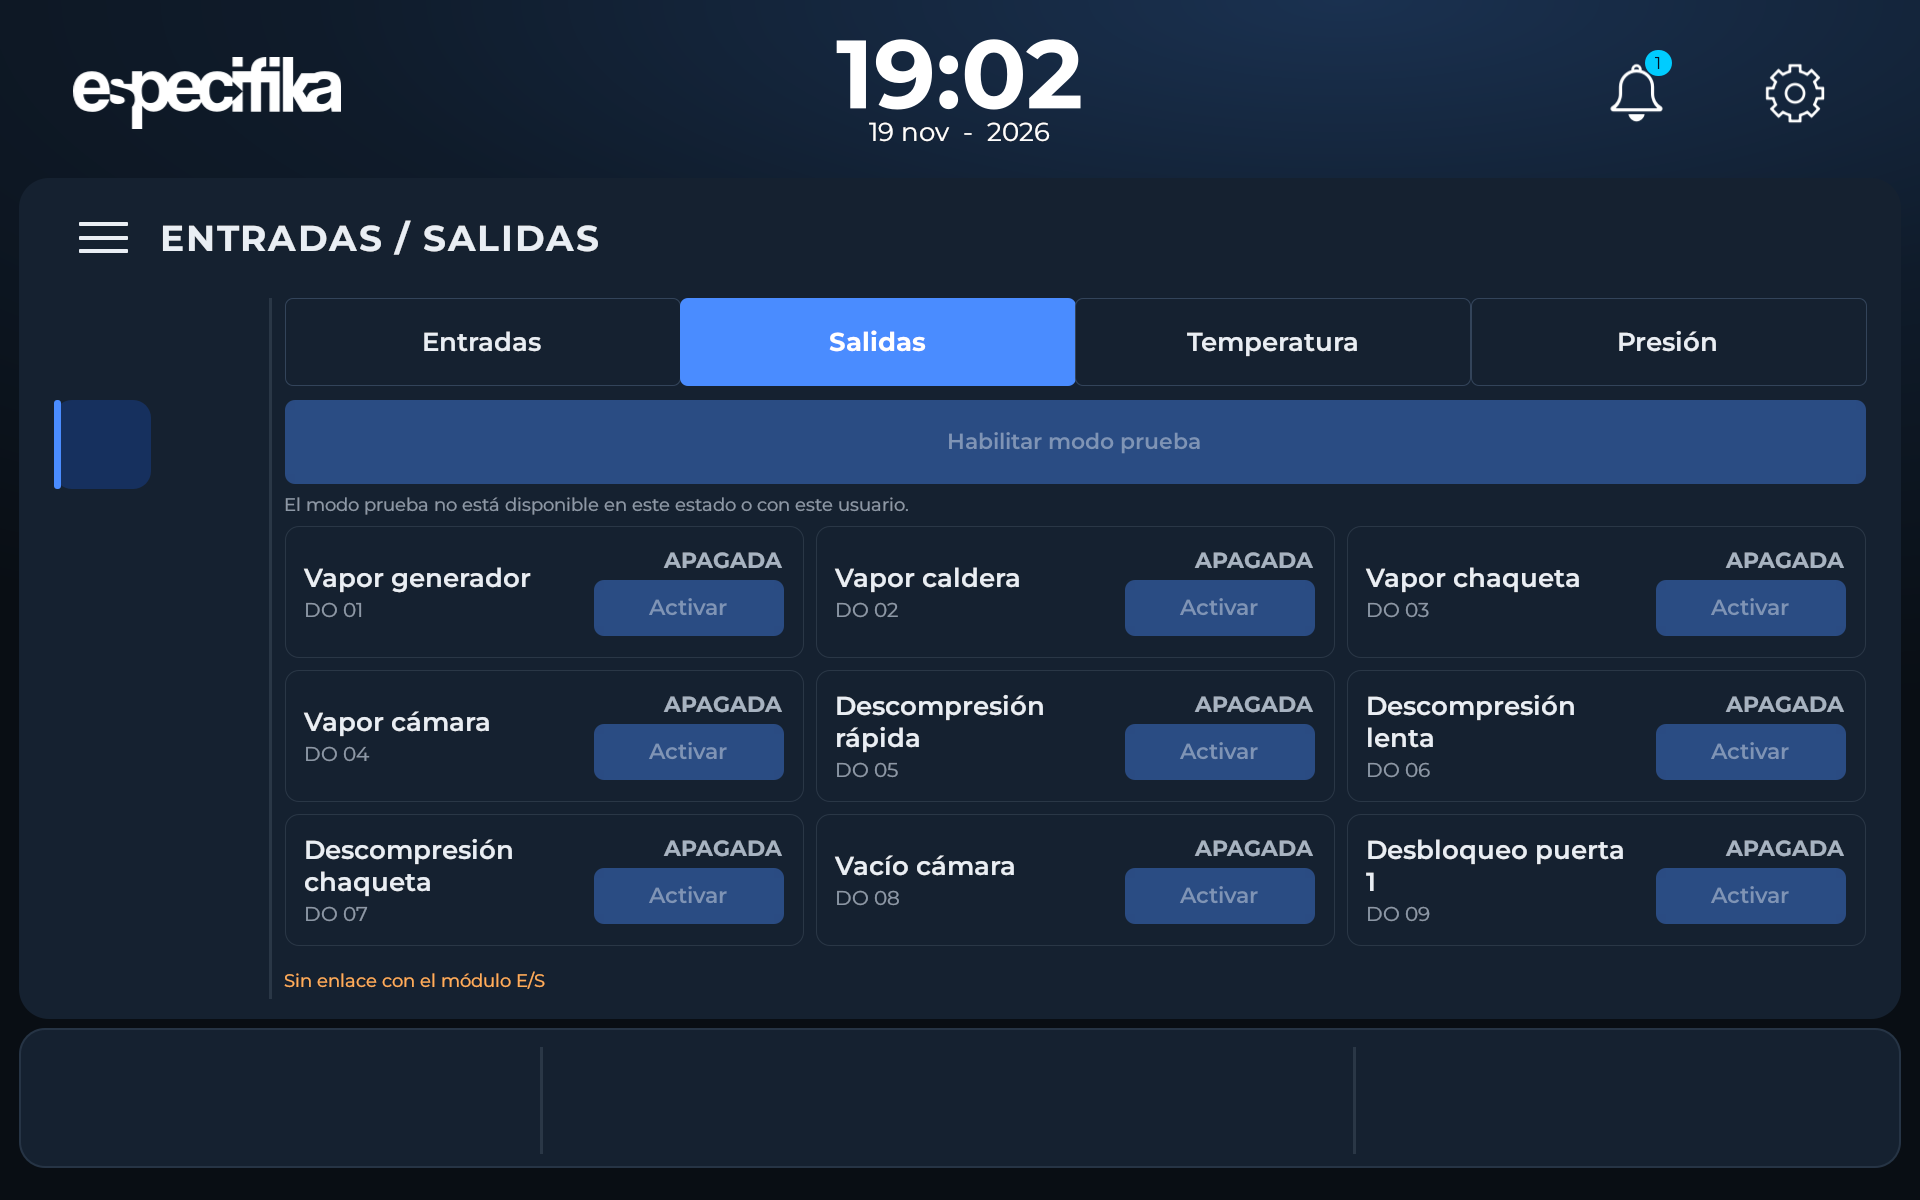 especifika
19:02
19 nov - 2026
1
ENTRADAS / SALIDAS
Entradas
Salidas
Temperatura
Presión
Habilitar modo prueba
El modo prueba no está disponible en este estado o con este usuario.
Vapor generador
DO 01
APAGADA
Activar
Vapor caldera
DO 02
APAGADA
Activar
Vapor chaqueta
DO 03
APAGADA
Activar
Vapor cámara
DO 04
APAGADA
Activar
Descompresión
rápida
DO 05
APAGADA
Activar
Descompresión
lenta
DO 06
APAGADA
Activar
Descompresión
chaqueta
DO 07
APAGADA
Activar
Vacío cámara
DO 08
APAGADA
Activar
Desbloqueo puerta
1
DO 09
APAGADA
Activar
Sin enlace con el módulo E/S